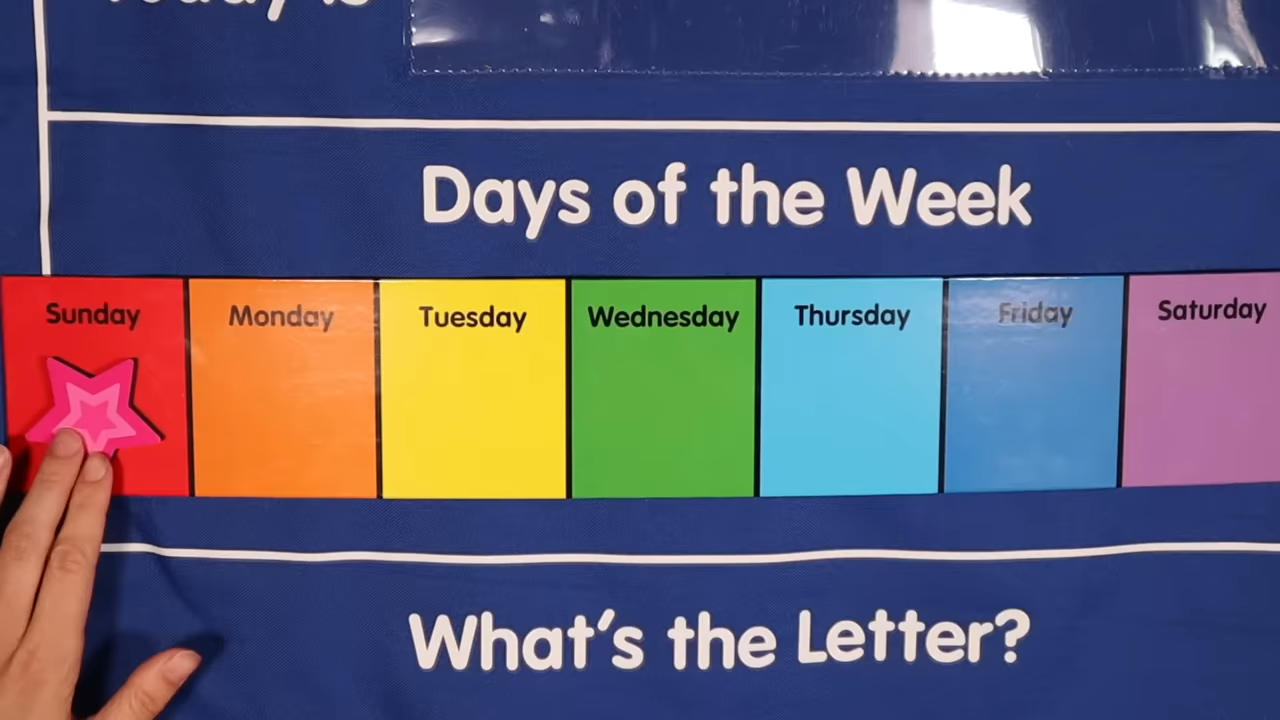 Days of the Week
Sunday Monday Tuesday Wednesday Thursday Friday Saturday
What's the Letter?